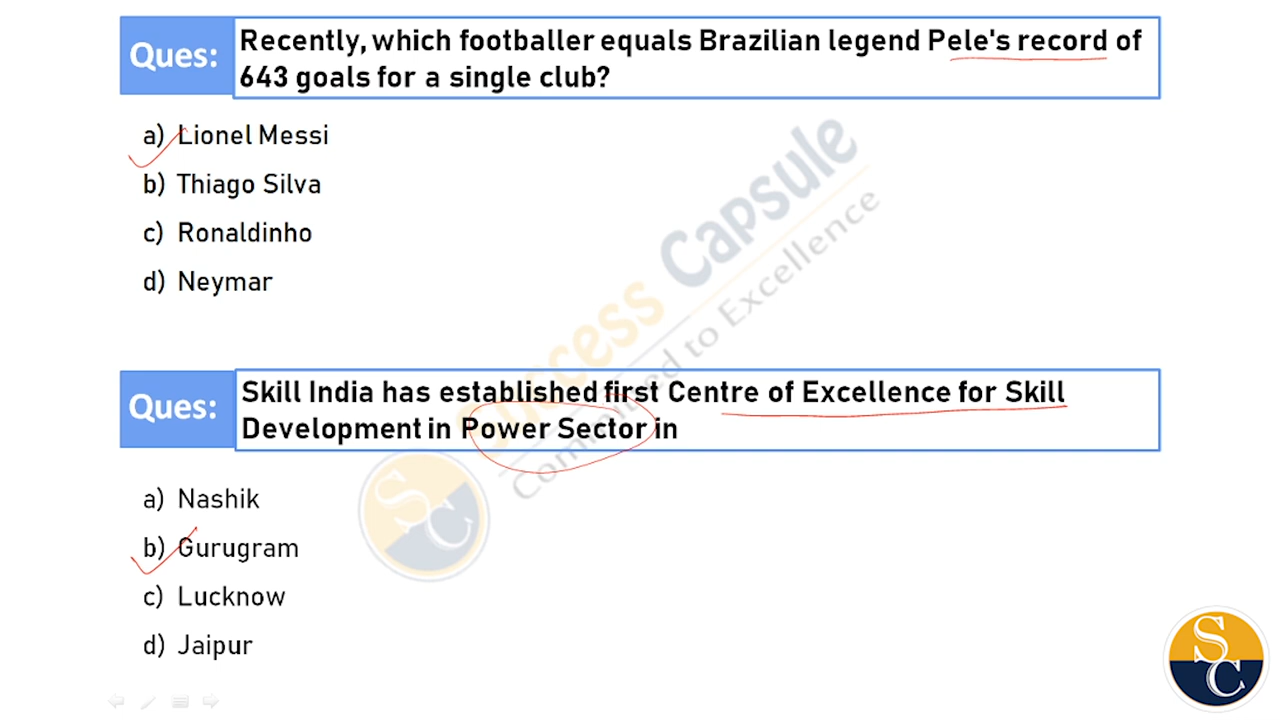 Ques:
Recently, which footballer equals Brazilian legend Pele's record of
643 goals for a single club?
a) Lionel Messi
b) Thiago Silva
c) Ronaldinho
d) Neymar
Ques:
Skill India has established first Centre of Excellence for Skill
Development in Power Sector in
a) Nashik
b) Gurugram
c) Lucknow
d) Jaipur
Success Capsule
Committed to Excellence
SC
SC